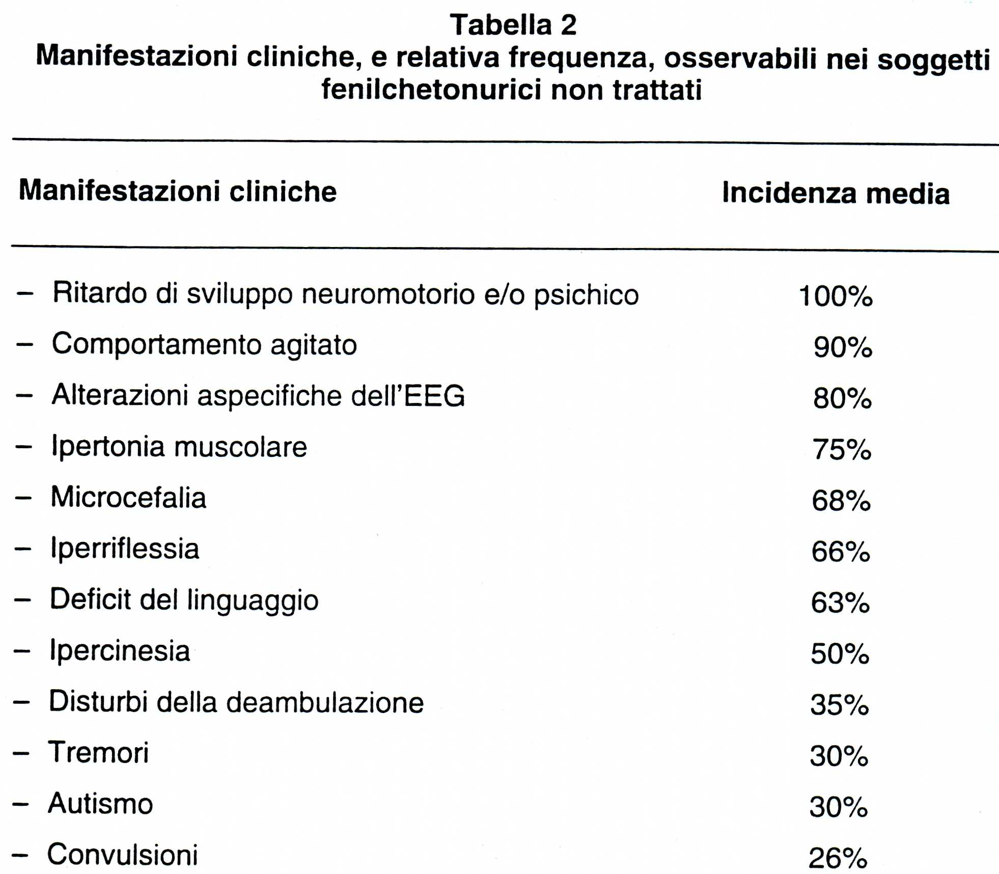 Tabella 2
Manifestazioni cliniche, e relativa frequenza, osservabili nei soggetti
fenilchetonurici non trattati
Manifestazioni cliniche Incidenza media
– Ritardo di sviluppo neuromotorio e/o psichico 100%
– Comportamento agitato 90%
– Alterazioni aspecifiche dell'EEG 80%
– Ipertonia muscolare 75%
– Microcefalia 68%
– Iperriflessia 66%
– Deficit del linguaggio 63%
– Ipercinesia 50%
– Disturbi della deambulazione 35%
– Tremori 30%
– Autismo 30%
– Convulsioni 26%